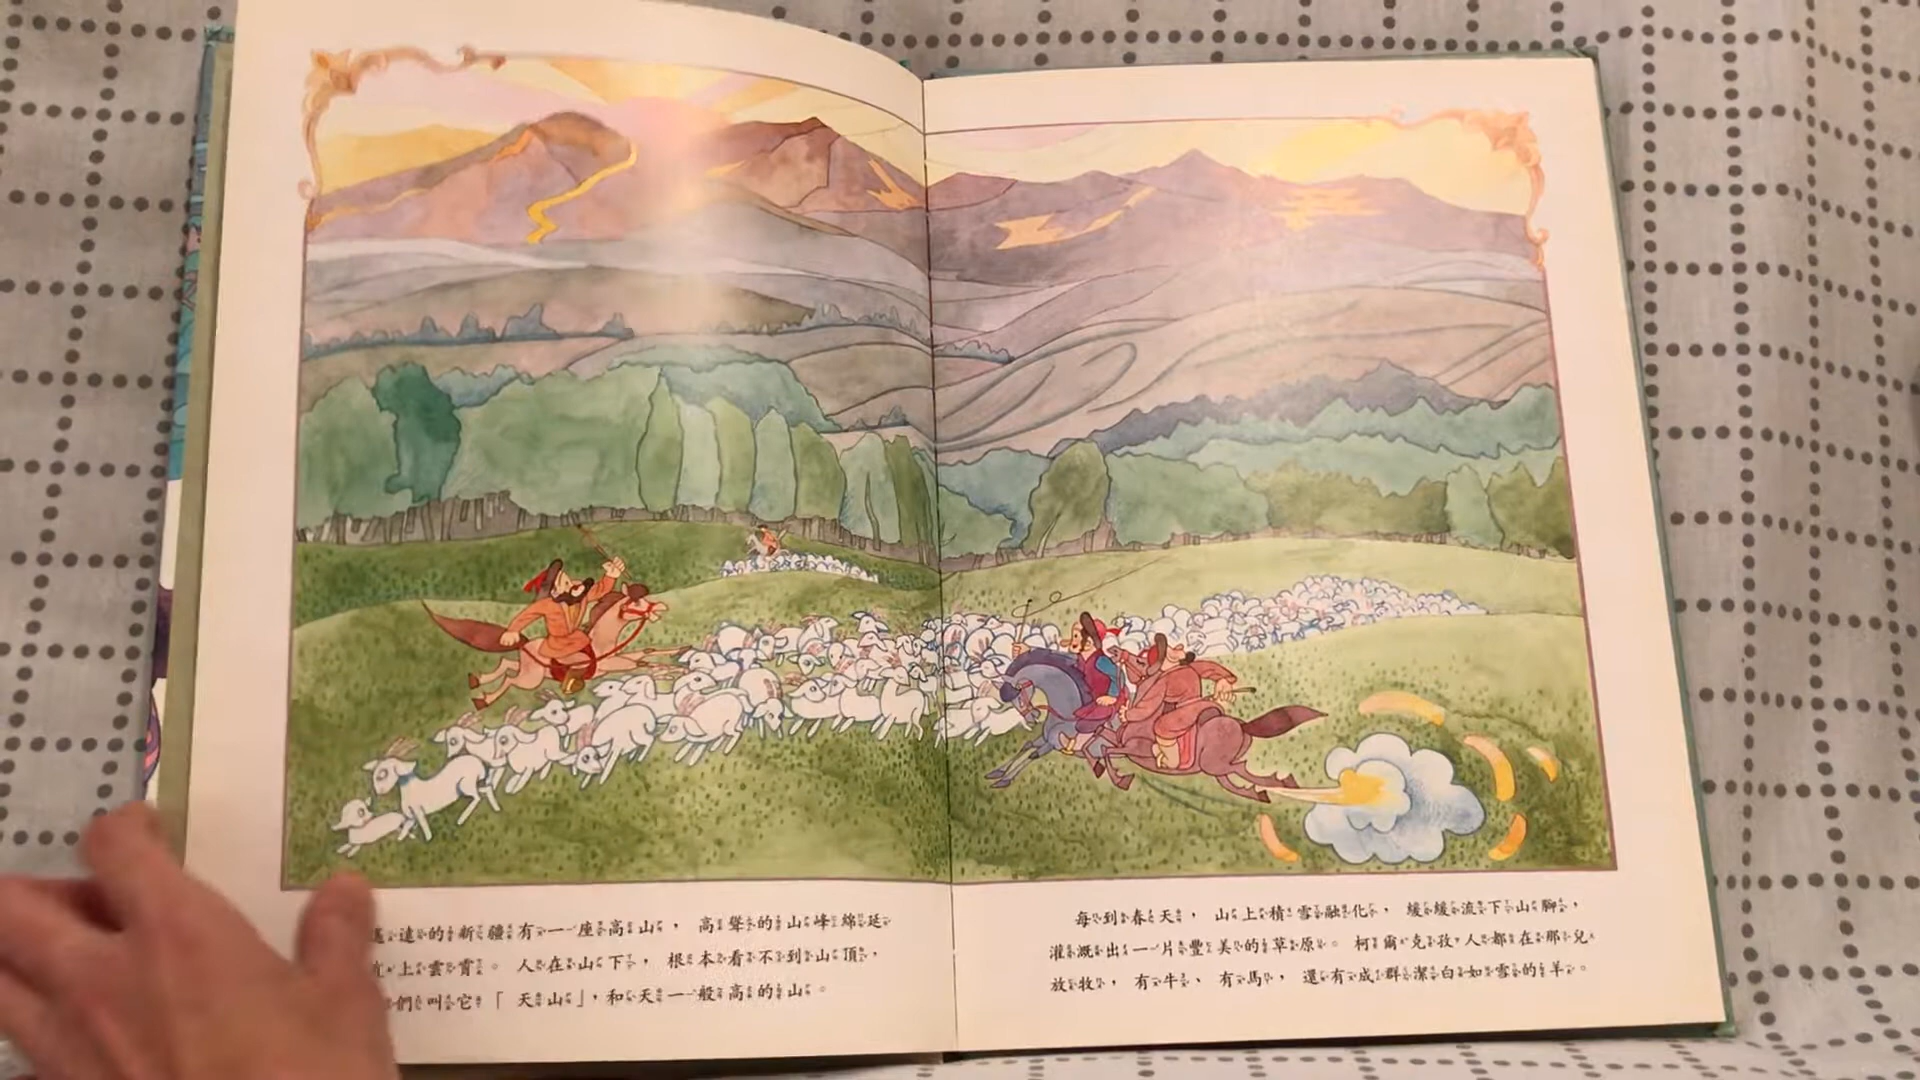 遙遠的新疆有一座高山，高聳的山峰綿延
上雲霄。人在山下，根本看不到山頂，
們叫它「天山」，和天一般高的山。
每到春天，山上積雪融化，緩緩流下山腳，
灌溉出一片豐美的草原。柯爾克孜人都在那兒
放牧，有牛、有馬，還有成群潔白如雪的羊。